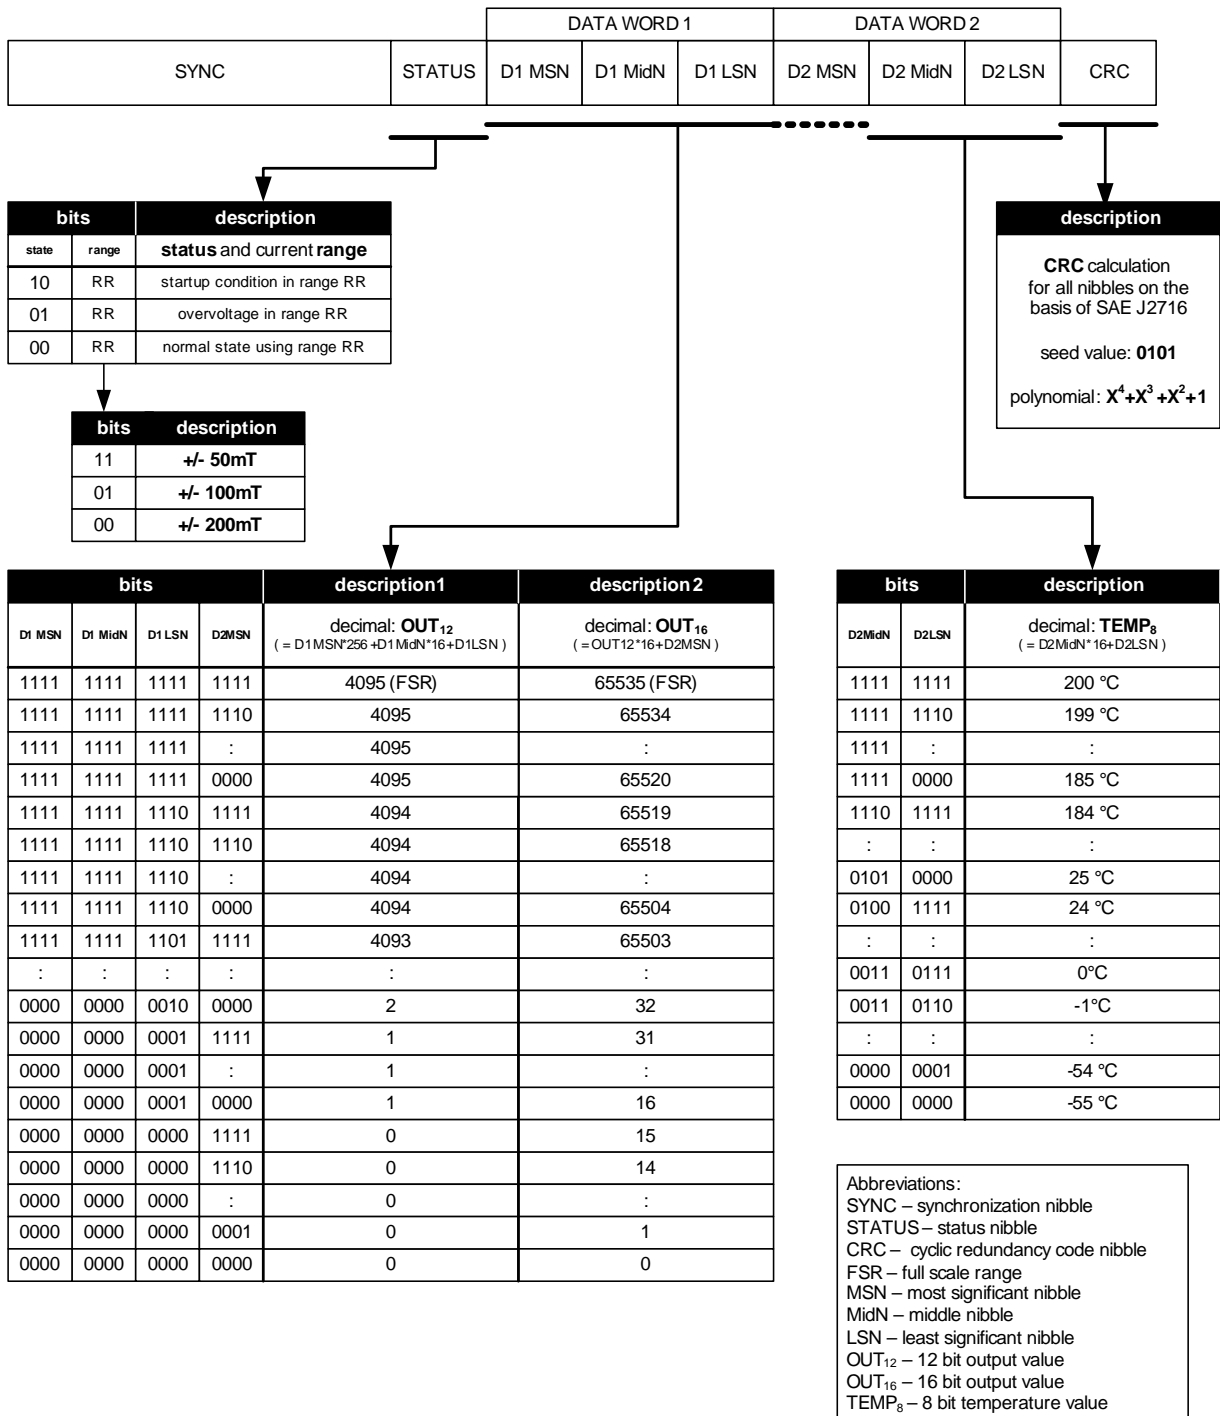 DATA WORD 1 DATA WORD 2
SYNC STATUS D1 MSN D1 MidN D1 LSN D2 MSN D2 MidN D2 LSN CRC
bits description
state range status and current range
10 RR startup condition in range RR
01 RR overvoltage in range RR
00 RR normal state using range RR
bits description
11 +/- 50mT
01 +/- 100mT
00 +/- 200mT
description
CRC calculation
for all nibbles on the
basis of SAE J2716
seed value: 0101
polynomial: X⁴+X³+X²+1
bits description1 description 2
D1 MSN D1 MidN D1 LSN D2MSN decimal: OUT₁₂ decimal: OUT₁₆
( = D1MSN*256 +D1MidN*16+D1LSN ) ( =OUT12*16+D2MSN )
1111 1111 1111 1111 4095 (FSR) 65535 (FSR)
1111 1111 1111 1110 4095 65534
1111 1111 1111 : 4095 :
1111 1111 1111 0000 4095 65520
1111 1111 1110 1111 4094 65519
1111 1111 1110 1110 4094 65518
1111 1111 1110 : 4094 :
1111 1111 1110 0000 4094 65504
1111 1111 1101 1111 4093 65503
: : : : : :
0000 0000 0010 0000 2 32
0000 0000 0001 1111 1 31
0000 0000 0001 : 1 :
0000 0000 0001 0000 1 16
0000 0000 0000 1111 0 15
0000 0000 0000 1110 0 14
0000 0000 0000 : 0 :
0000 0000 0000 0001 0 1
0000 0000 0000 0000 0 0
bits description
D2MidN D2LSN decimal: TEMP₈
( = D2MidN*16+D2LSN )
1111 1111 200 °C
1111 1110 199 °C
1111 : :
1111 0000 185 °C
1110 1111 184 °C
: : :
0101 0000 25 °C
0100 1111 24 °C
: : :
0011 0111 0°C
0011 0110 -1°C
: : :
0000 0001 -54 °C
0000 0000 -55 °C
Abbreviations:
SYNC – synchronization nibble
STATUS – status nibble
CRC – cyclic redundancy code nibble
FSR – full scale range
MSN – most significant nibble
MidN – middle nibble
LSN – least significant nibble
OUT₁₂ – 12 bit output value
OUT₁₆ – 16 bit output value
TEMP₈ – 8 bit temperature value